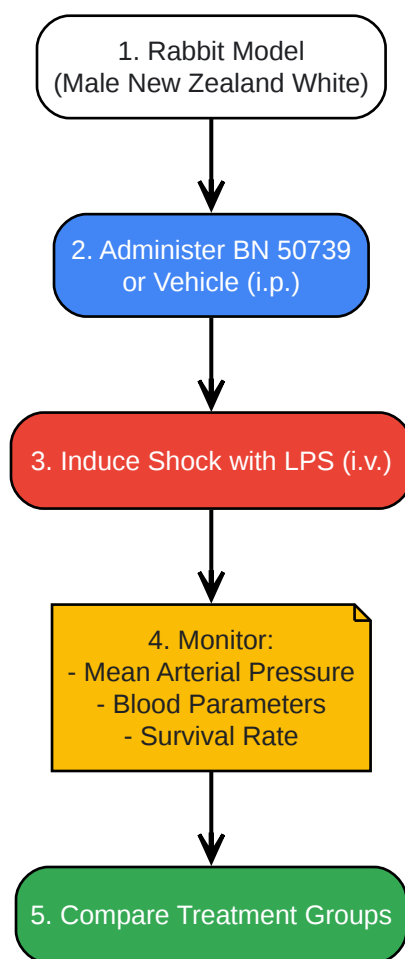 1. Rabbit Model
(Male New Zealand White)
2. Administer BN 50739
or Vehicle (i.p.)
3. Induce Shock with LPS (i.v.)
4. Monitor:
- Mean Arterial Pressure
- Blood Parameters
- Survival Rate
5. Compare Treatment Groups